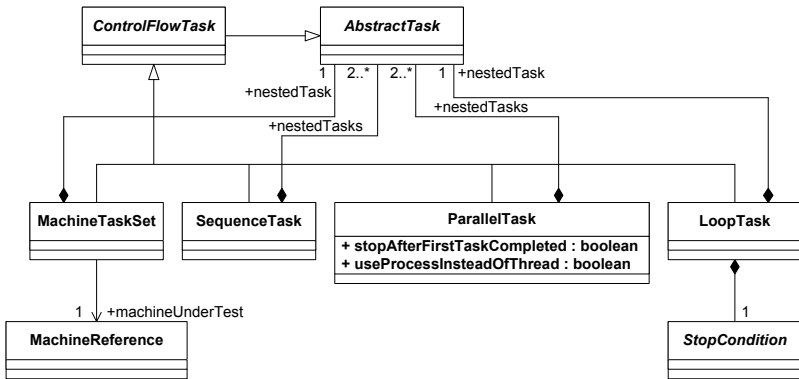 ControlFlowTask
AbstractTask
1
2..*
2..*
1
+nestedTask
+nestedTask
+nestedTasks
+nestedTasks
MachineTaskSet
SequenceTask
ParallelTask
+ stopAfterFirstTaskCompleted : boolean
+ useProcessInsteadOfThread : boolean
LoopTask
1
+machineUnderTest
1
MachineReference
StopCondition